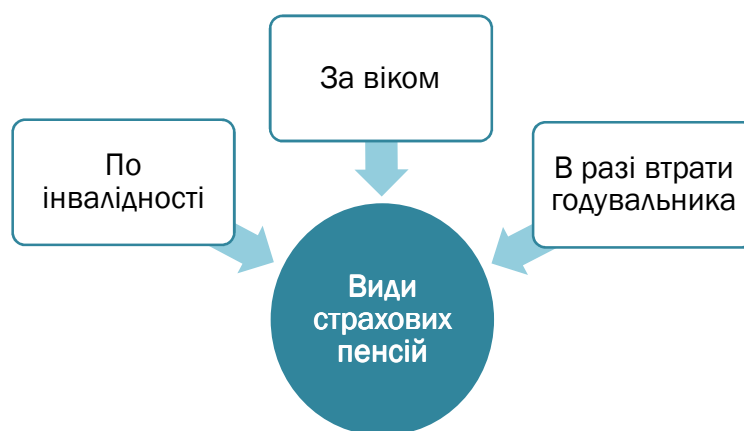 За віком
По
інвалідності
В разі втрати
годувальника
Види
страхових
пенсій